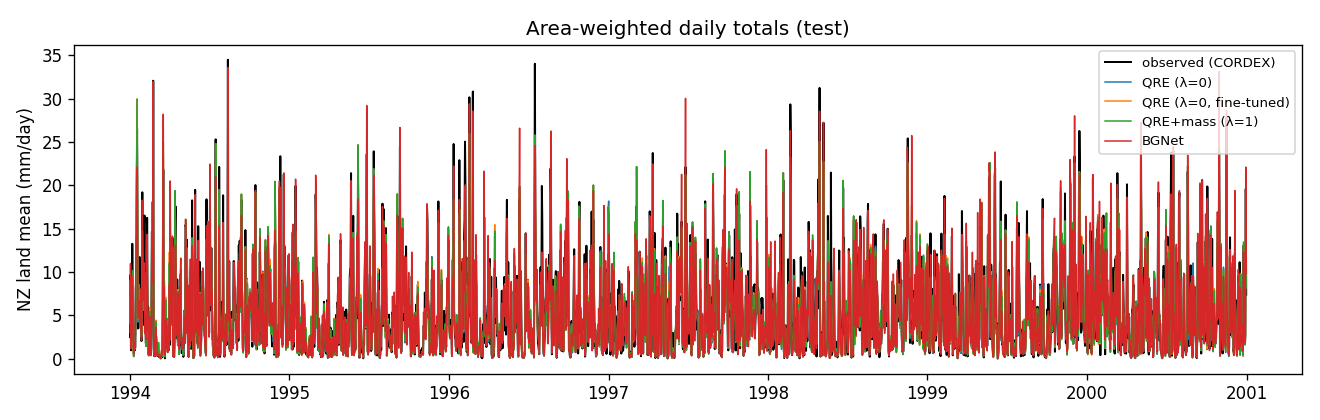 Area-weighted daily totals (test)
NZ land mean (mm/day)
35
30
25
20
15
10
5
0
observed (CORDEX)
QRE (λ=0)
QRE (λ=0, fine-tuned)
QRE+mass (λ=1)
BGNet
1994 1995 1996 1997 1998 1999 2000 2001